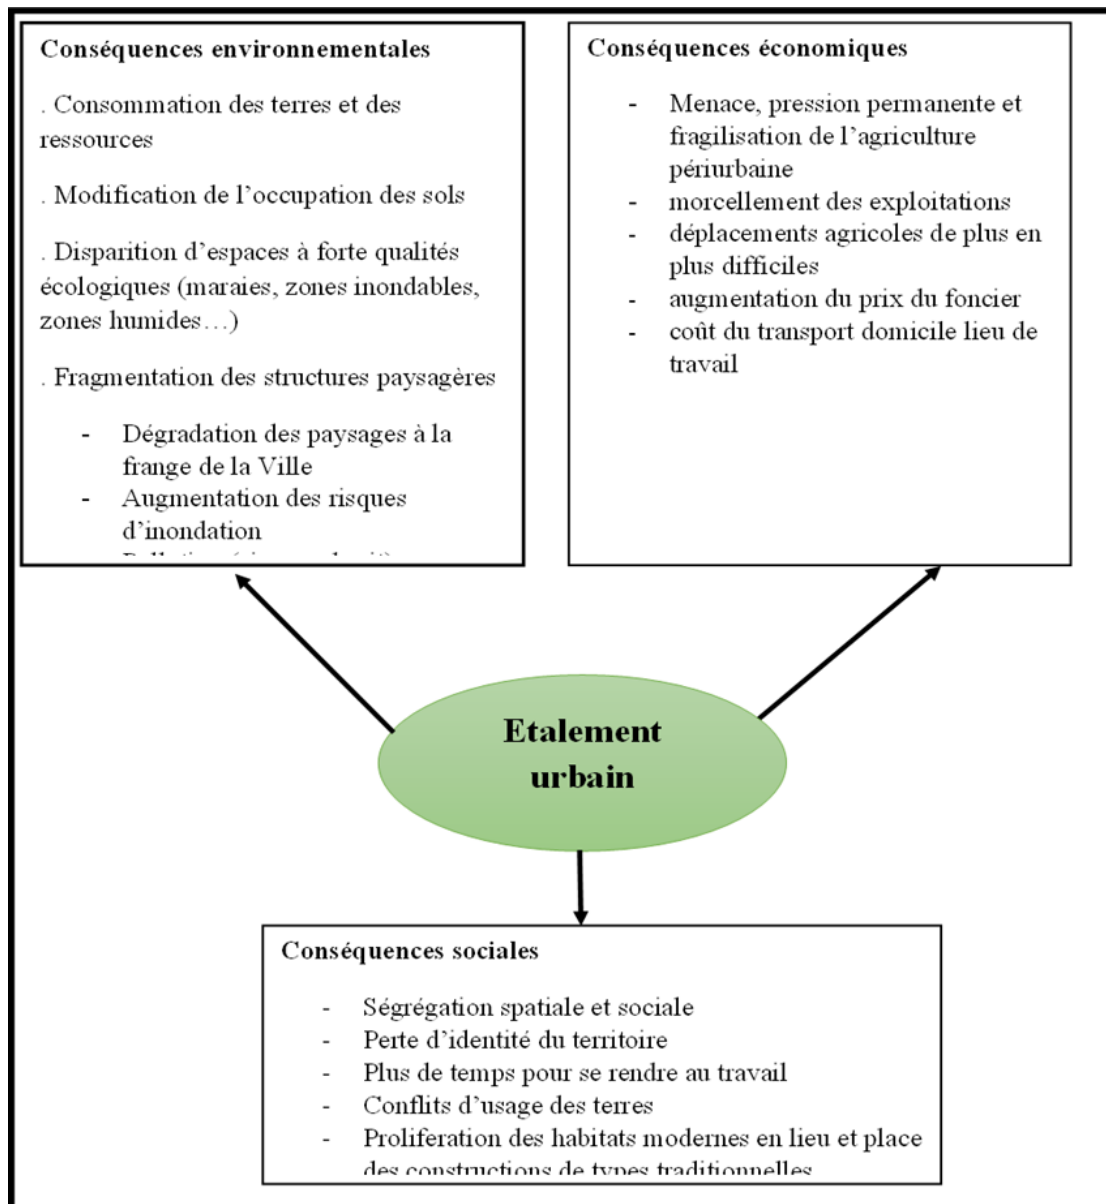 Conséquences environnementales
. Consommation des terres et des
ressources
. Modification de l’occupation des sols
. Disparition d’espaces à forte qualités
écologiques (maraies, zones inondables,
zones humides…)
. Fragmentation des structures paysagères
- Dégradation des paysages à la
frange de la Ville
- Augmentation des risques
d’inondation
Conséquences économiques
- Menace, pression permanente et
fragilisation de l’agriculture
périurbaine
- morcellement des exploitations
- déplacements agricoles de plus en
plus difficiles
- augmentation du prix du foncier
- coût du transport domicile lieu de
travail
Etalement
urbain
Conséquences sociales
- Ségrégation spatiale et sociale
- Perte d’identité du territoire
- Plus de temps pour se rendre au travail
- Conflits d’usage des terres
- Proliferation des habitats modernes en lieu et place
des constructions de types traditionnelles